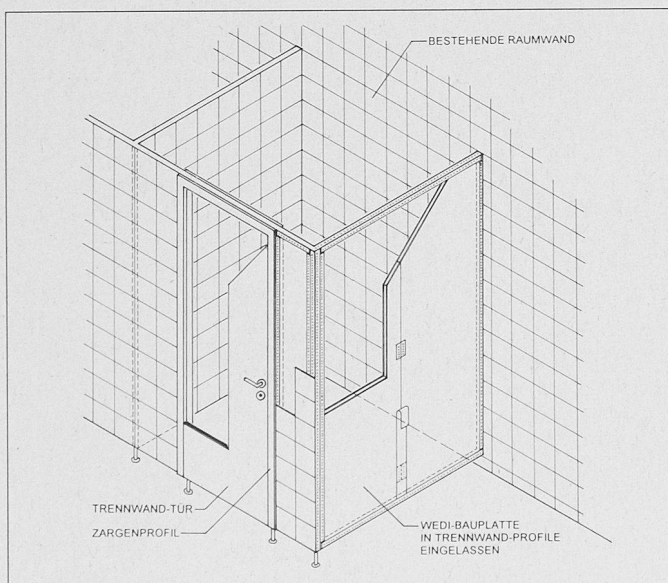 BESTEHENDE RAUMWAND
TRENNWAND-TÜR
ZARGENPROFIL
WEDI-BAUPLATTE
IN TRENNWAND-PROFILE
EINGELASSEN